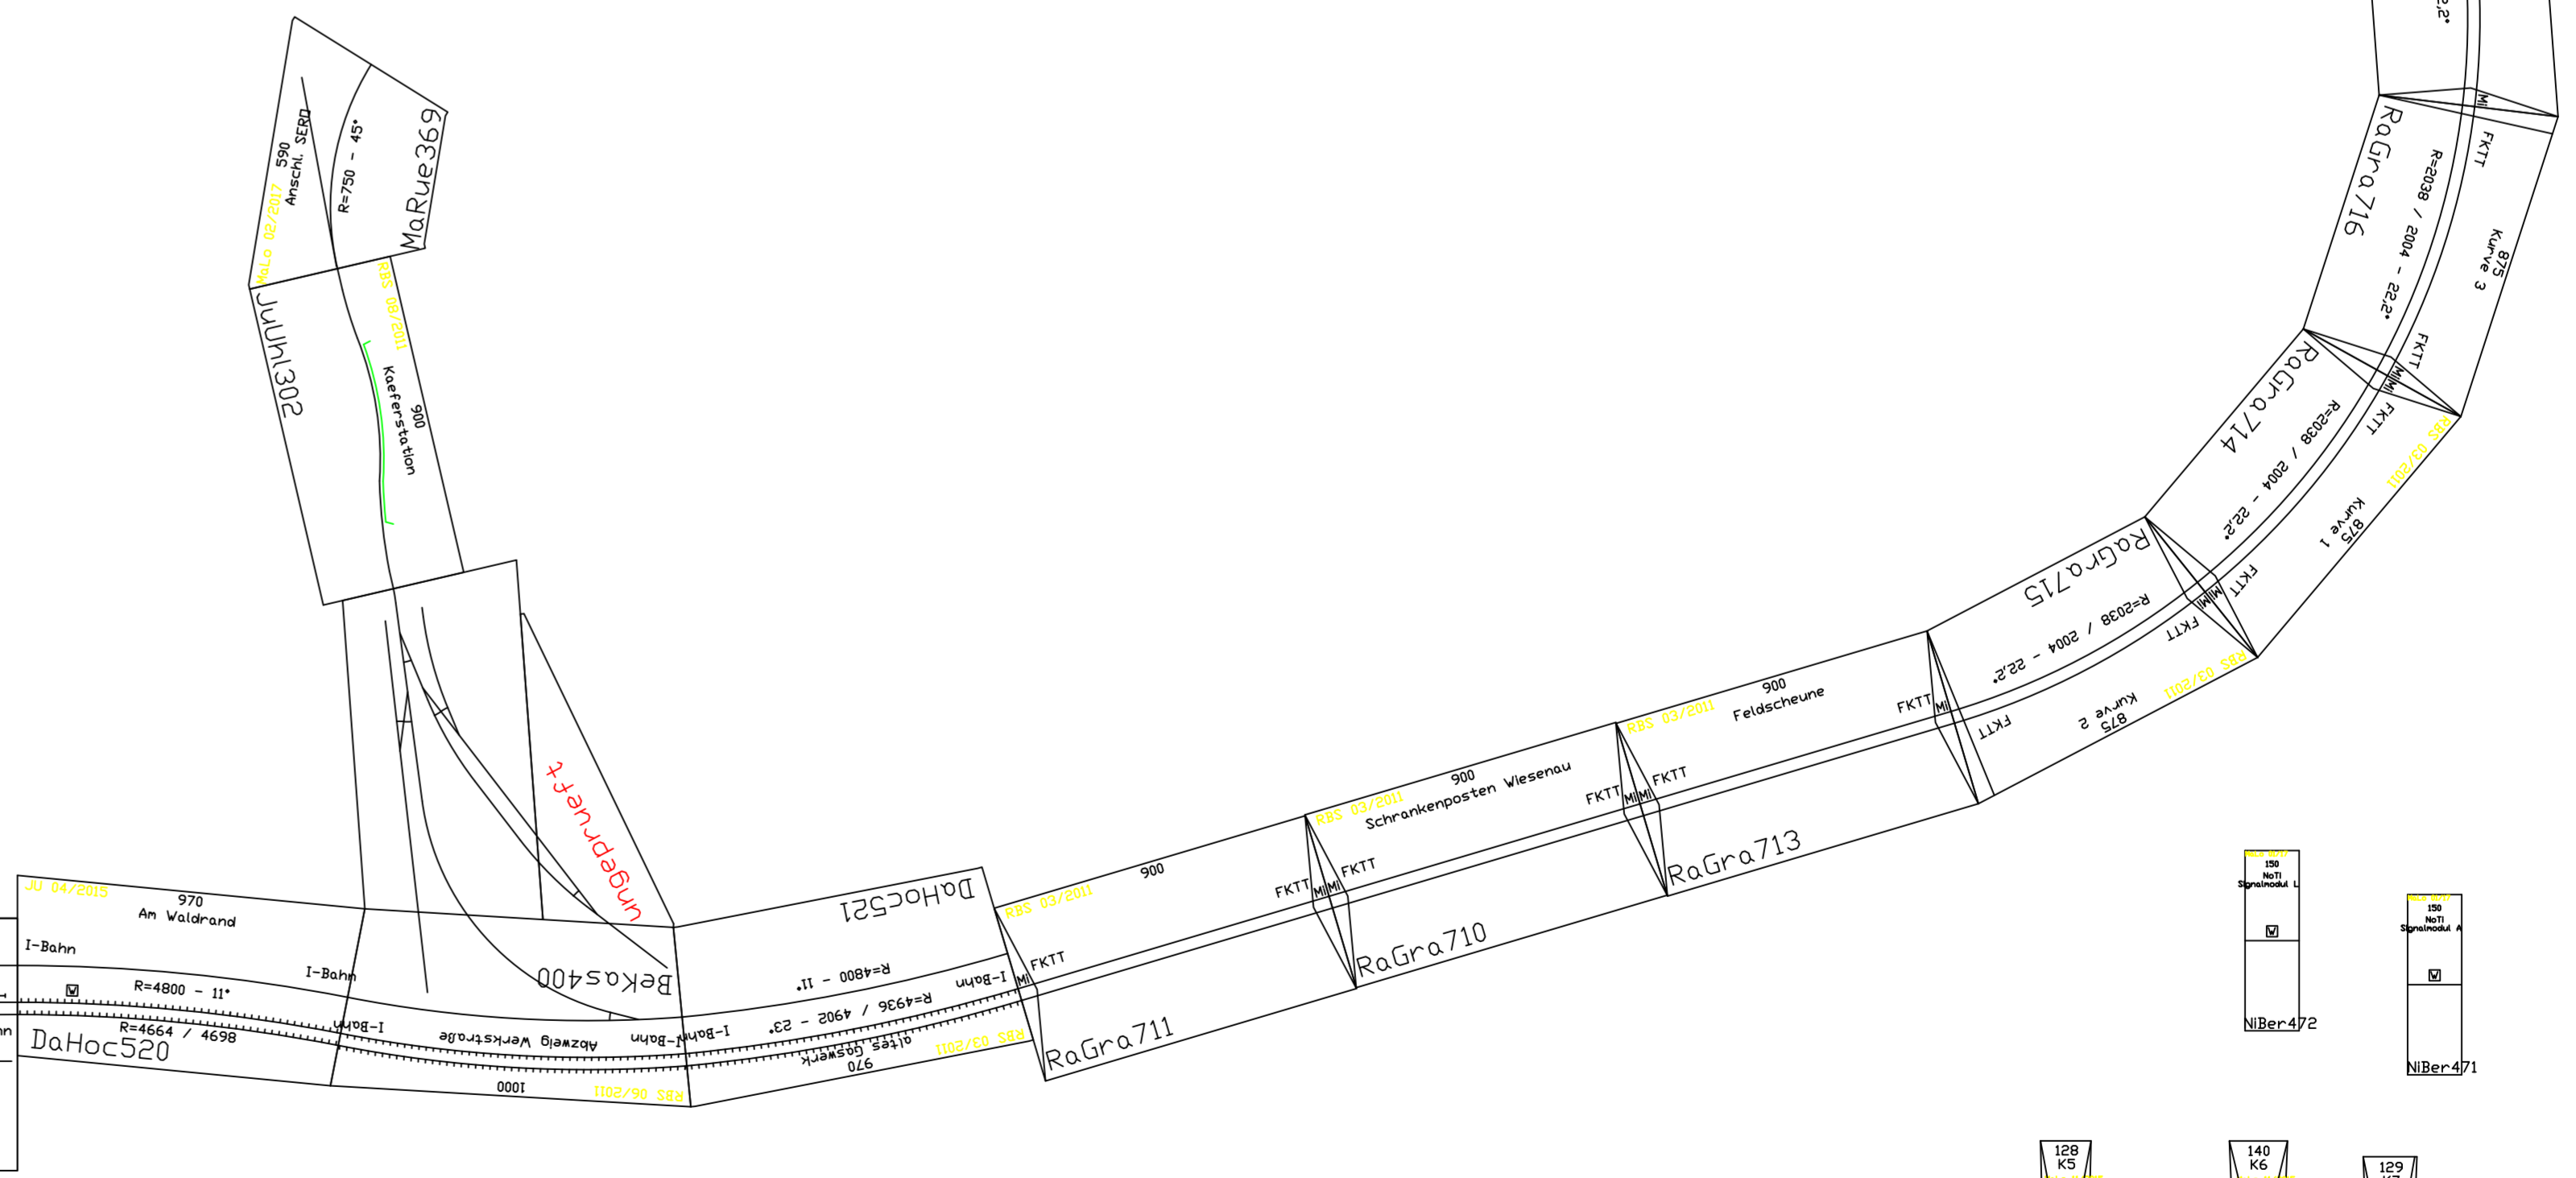 MaLo 02/2017
590
Anschl. SERD
R=750 - 45°
MaRue369
JuUhl302
RBS 08/2011
900
Kaeferstation
ungeprueft
BeKas400
JU 04/2015
970
Am Waldrand
I-Bahn
I-Bahn
R=4800 - 11°
W
R=4664 / 4698
DaHoc520
I-Bahn
Abzweig Werkstraße
I-Bahn
I-Bahn
1000
RBS 06/2011
DaHoc521
R=4800 - 11°
R=4936 / 4902 - 23°
I-Bahn
altes Gaswerk
970
RBS 03/2011
RBS 03/2011
900
Mi
FKTT
FKTT
Mi
RaGra711
RBS 03/2011
900
Schrankenposten Wiesenau
Mi
FKTT
FKTT
Mi
RaGra710
RBS 03/2011
900
Feldscheune
Mi
FKTT
FKTT
Mi
RaGra713
RaGra715
R=2038 / 2004 - 22,2°
FKTT
FKTT
Mi
875
Kurve 2
RBS 03/2011
RaGra714
R=2038 / 2004 - 22,2°
FKTT
Mi
FKTT
Mi
875
Kurve 1
RBS 03/2011
RaGra716
R=2038 / 2004 - 22,2°
FKTT
Mi
FKTT
Mi
875
Kurve 3
2,2°
150
NoTI
Signalmodul L
W
NiBer472
150
NoTI
Signalmodul A
W
NiBer471
128
K5
140
K6
129